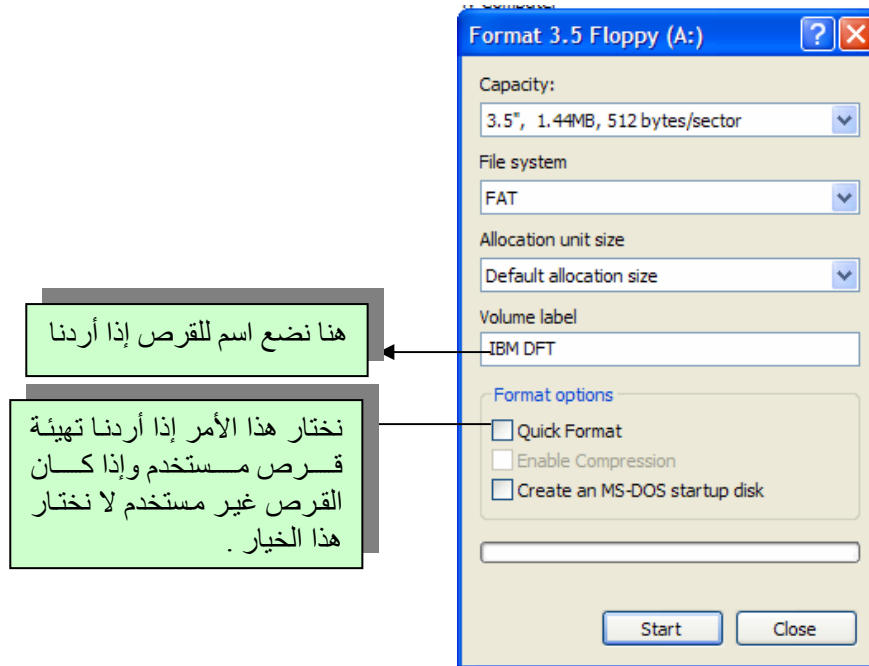 Format 3.5 Floppy (A:)
Capacity:
3.5", 1.44MB, 512 bytes/sector
File system
FAT
Allocation unit size
Default allocation size
Volume label
IBM DFT
هنا نضع اسم للقرص إذا أردنا
Format options
Quick Format
Enable Compression
Create an MS-DOS startup disk
نختار هذا الأمر إذا أردنا تهيئة
قرص مستخدم وإذا كان
القرص غير مستخدم لا نختار
هذا الخيار .
Start
Close